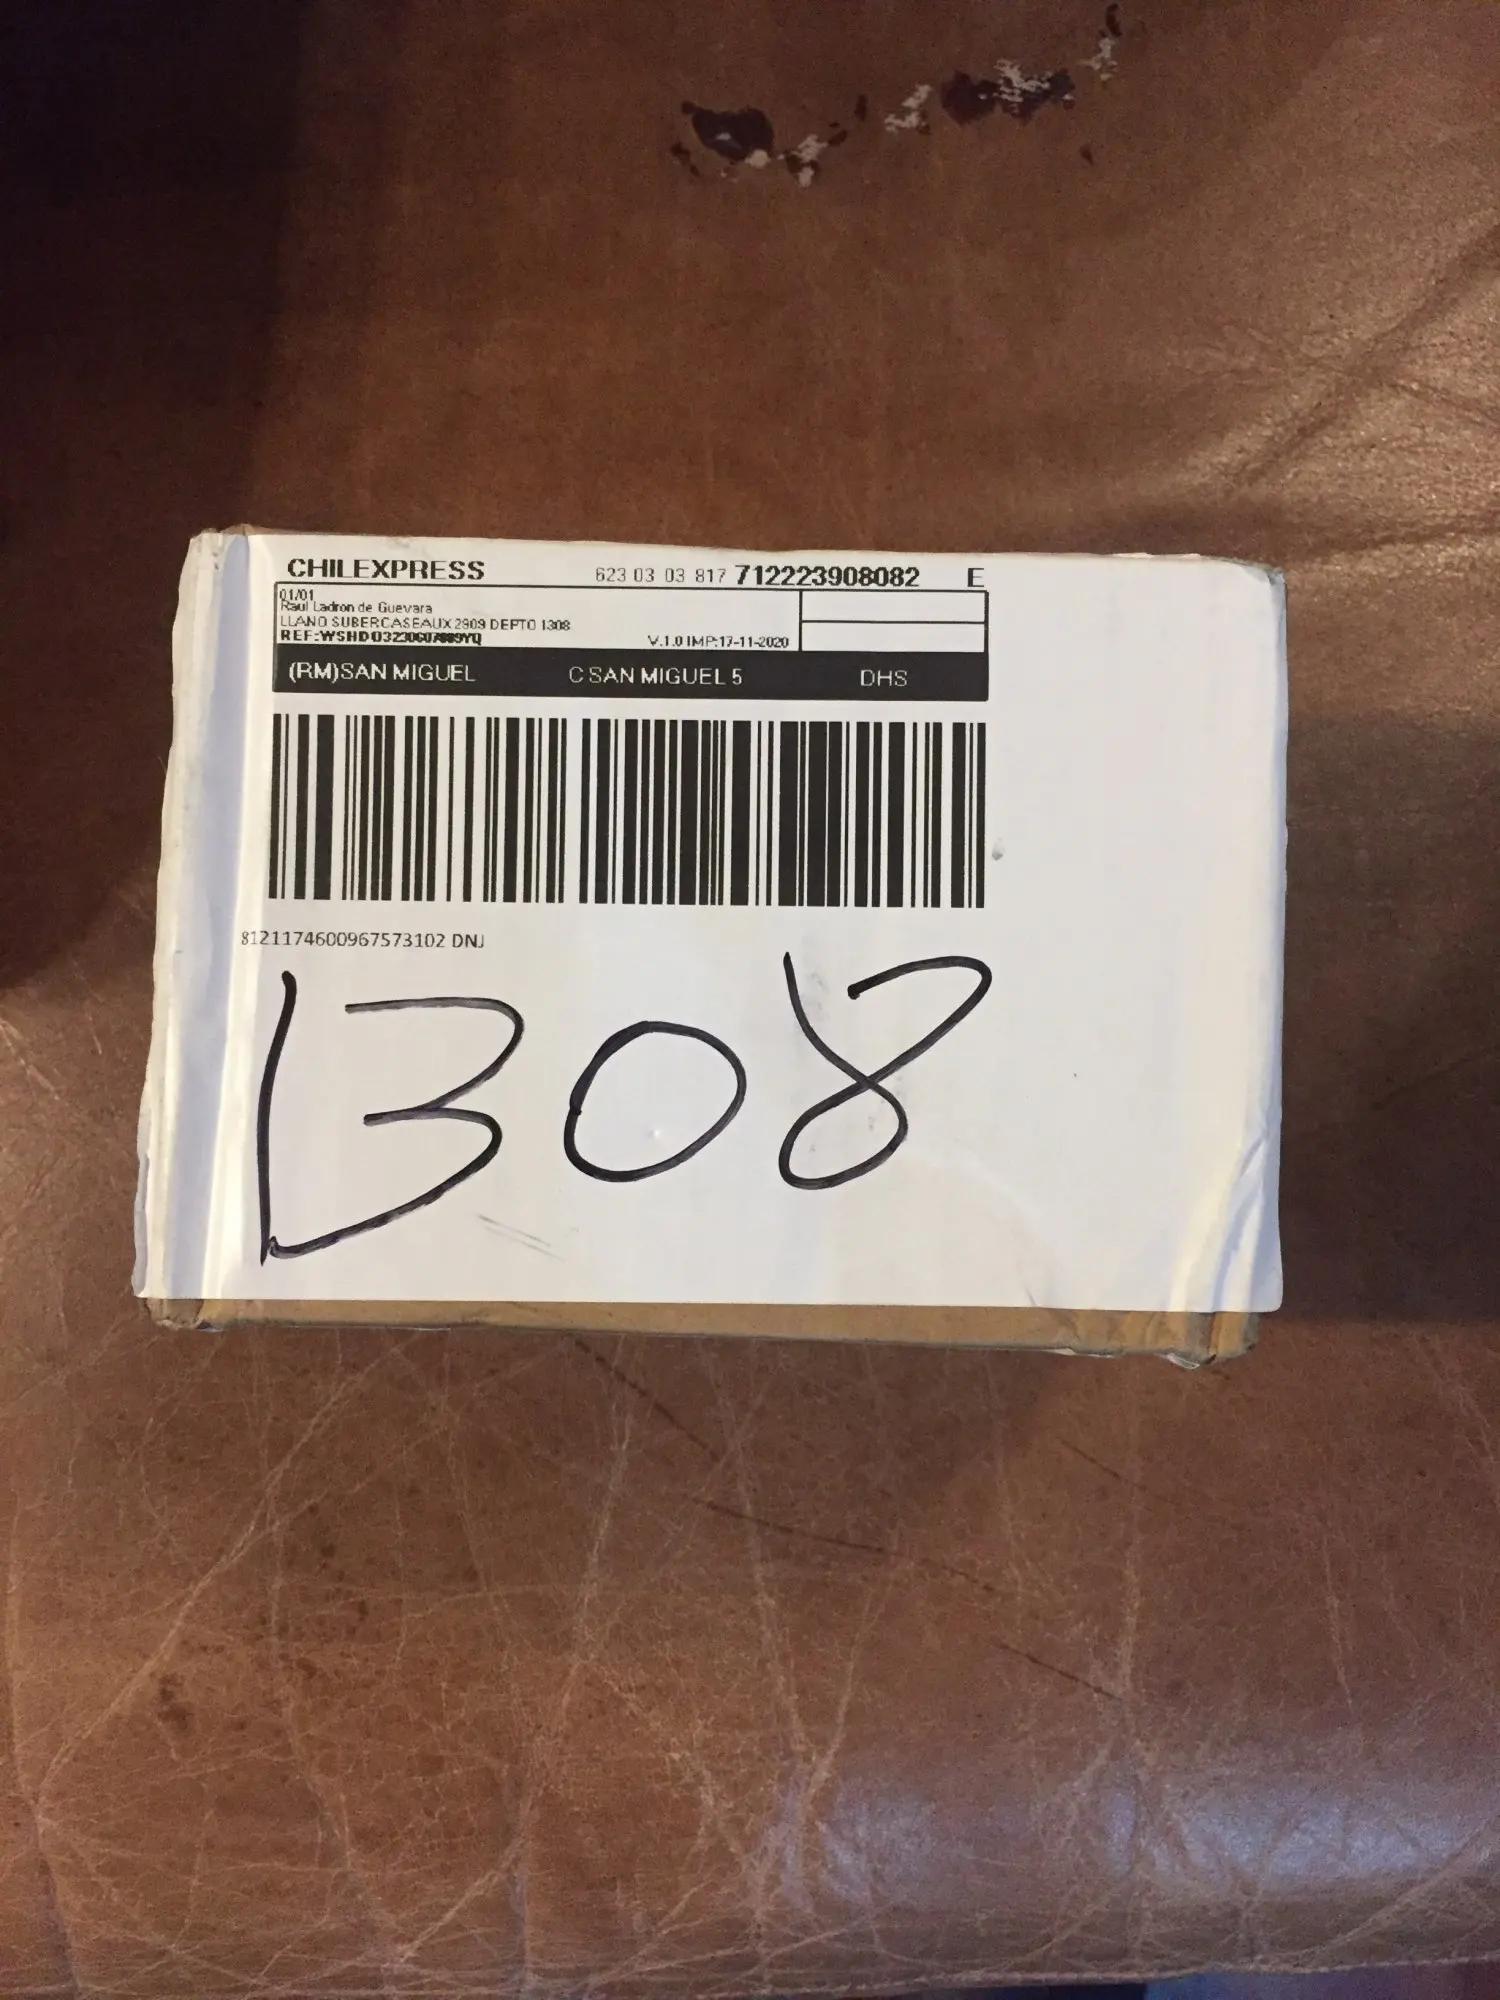 CHILEXPRESS 623 03 03 817 712223908082 E
01/01
Raul Ladron de Guevara
LLANO SUBERCASEAUX 2909 DEPTO 1308
V.1.0 IMP:17-11-2020
(RM)SAN MIGUEL C SAN MIGUEL 5 DHS
8121174600967573102 DNJ
1308